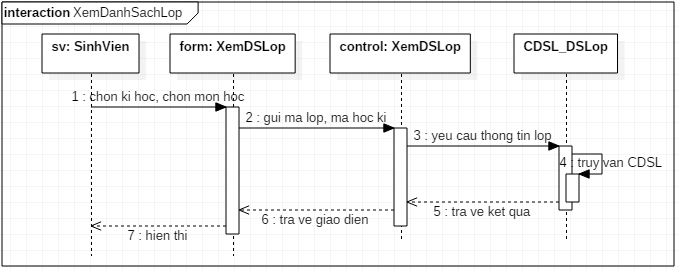 interaction XemDanhSachLop
sv: SinhVien
form: XemDSLop
control: XemDSLop
CDSL_DSLop
1 : chon ki hoc, chon mon hoc
2 : gui ma lop, ma hoc ki
3 : yeu cau thong tin lop
4 : truy van CDSL
5 : tra ve ket qua
6 : tra ve giao dien
7 : hien thi